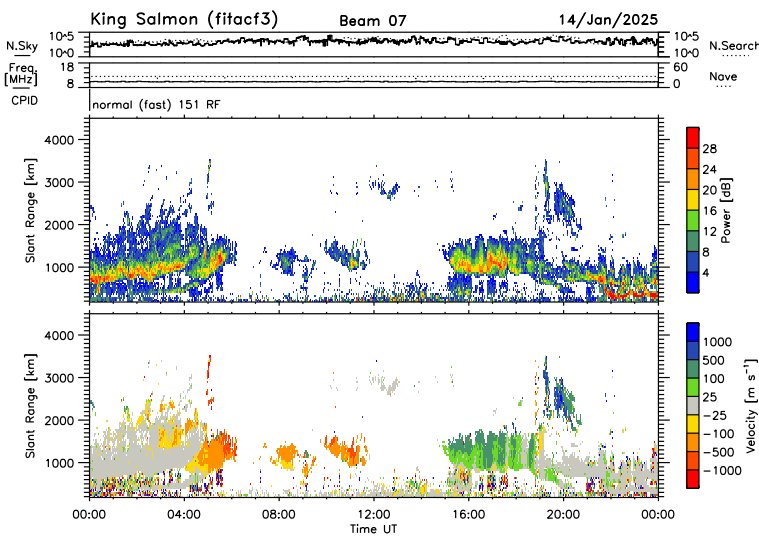 King Salmon (fitacf3) Beam 07 14/Jan/2025
N.Sky 10^5 10^0 10^5 10^0 N.Search
Freq. [MHz] 18 8 60 0 Nave
CPID normal (fast) 151 RF
Slant Range [km] 4000 3000 2000 1000
Power [dB] 28 24 20 16 12 8 4
Slant Range [km] 4000 3000 2000 1000
Velocity [m s^-1] 1000 500 100 25 -25 -100 -500 -1000
00:00 04:00 08:00 12:00 16:00 20:00 00:00
Time UT